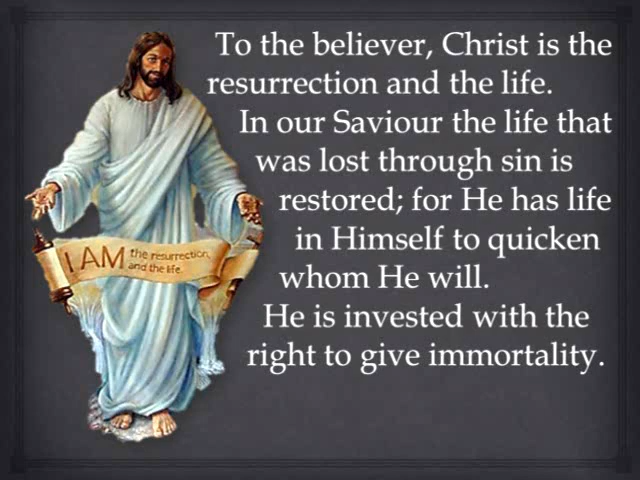 To the believer, Christ is the
resurrection and the life.
In our Saviour the life that
was lost through sin is
restored; for He has life
in Himself to quicken
whom He will.
He is invested with the
right to give immortality.
I AM the resurrection,
and the life.